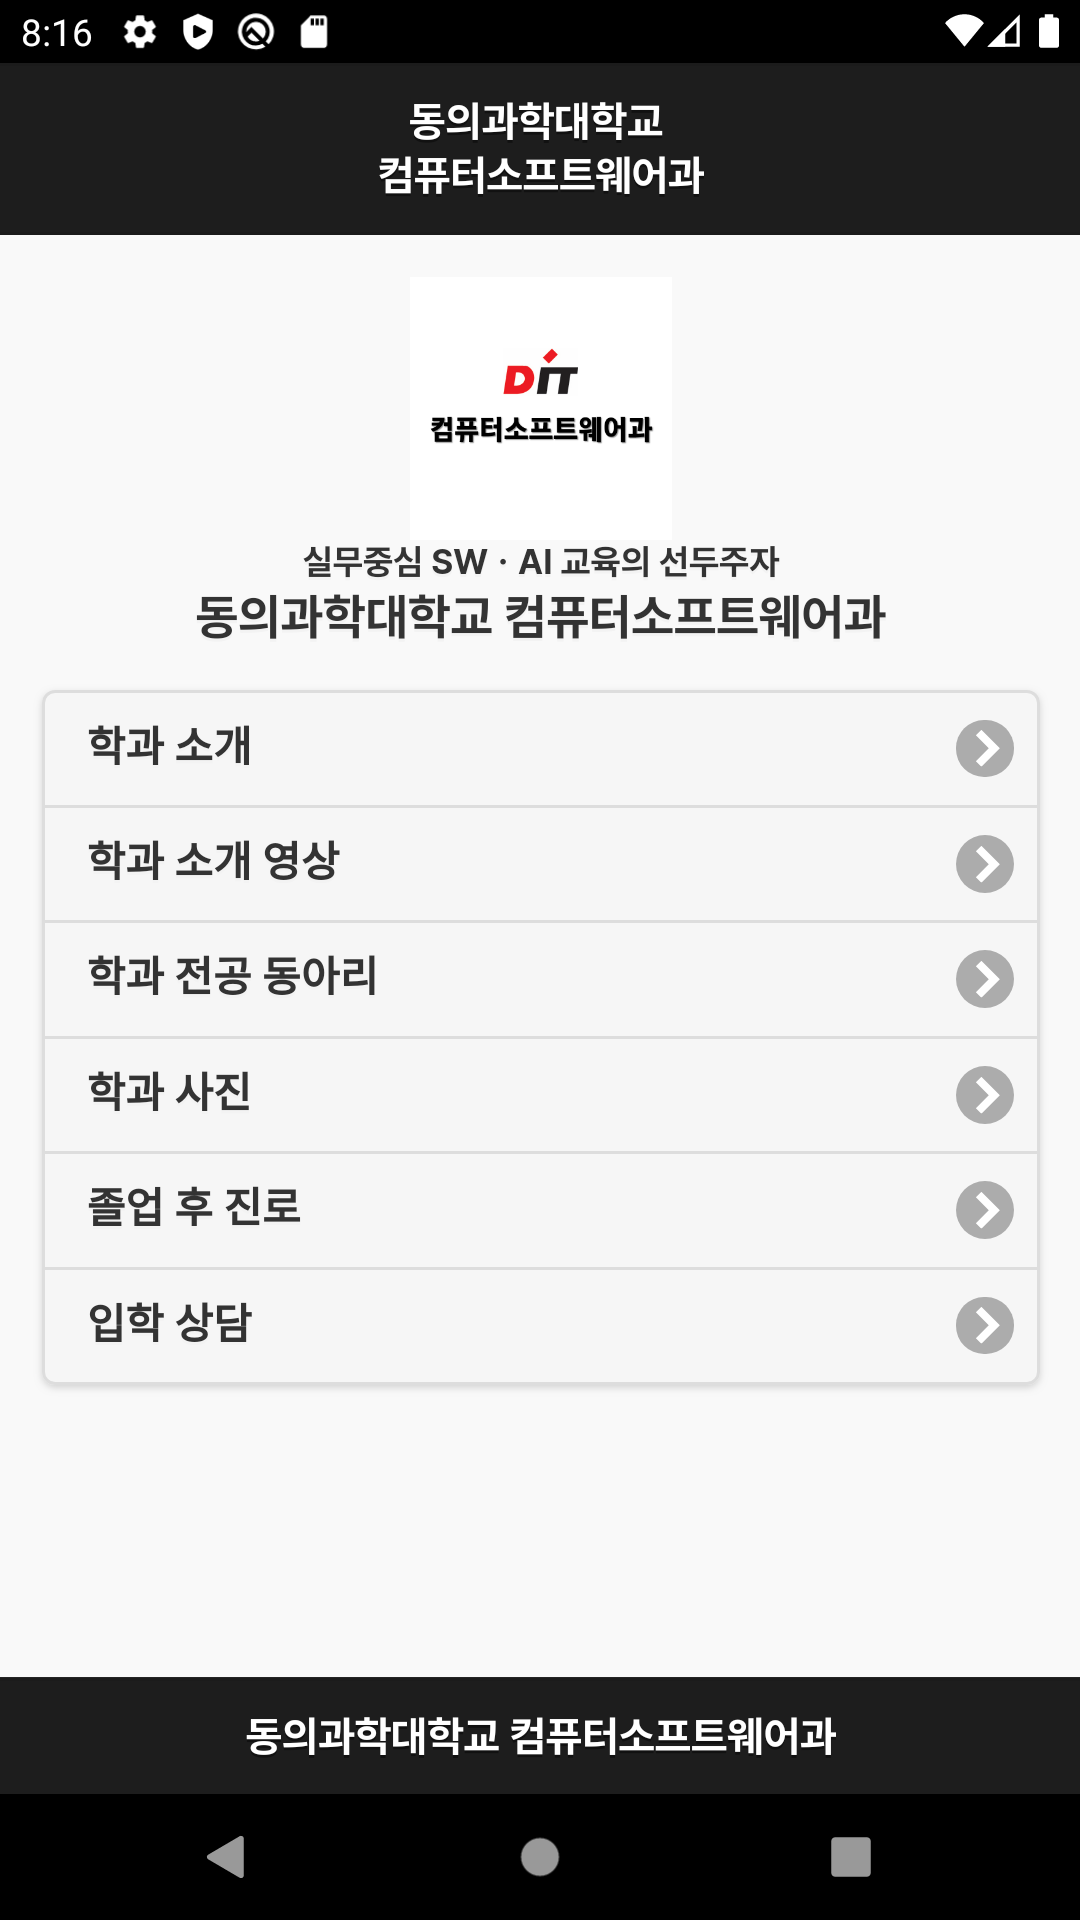 8:16
동의과학대학교
컴퓨터소프트웨어과
DIT
컴퓨터소프트웨어과
실무중심 SW · AI 교육의 선두주자
동의과학대학교 컴퓨터소프트웨어과
학과 소개
학과 소개 영상
학과 전공 동아리
학과 사진
졸업 후 진로
입학 상담
동의과학대학교 컴퓨터소프트웨어과